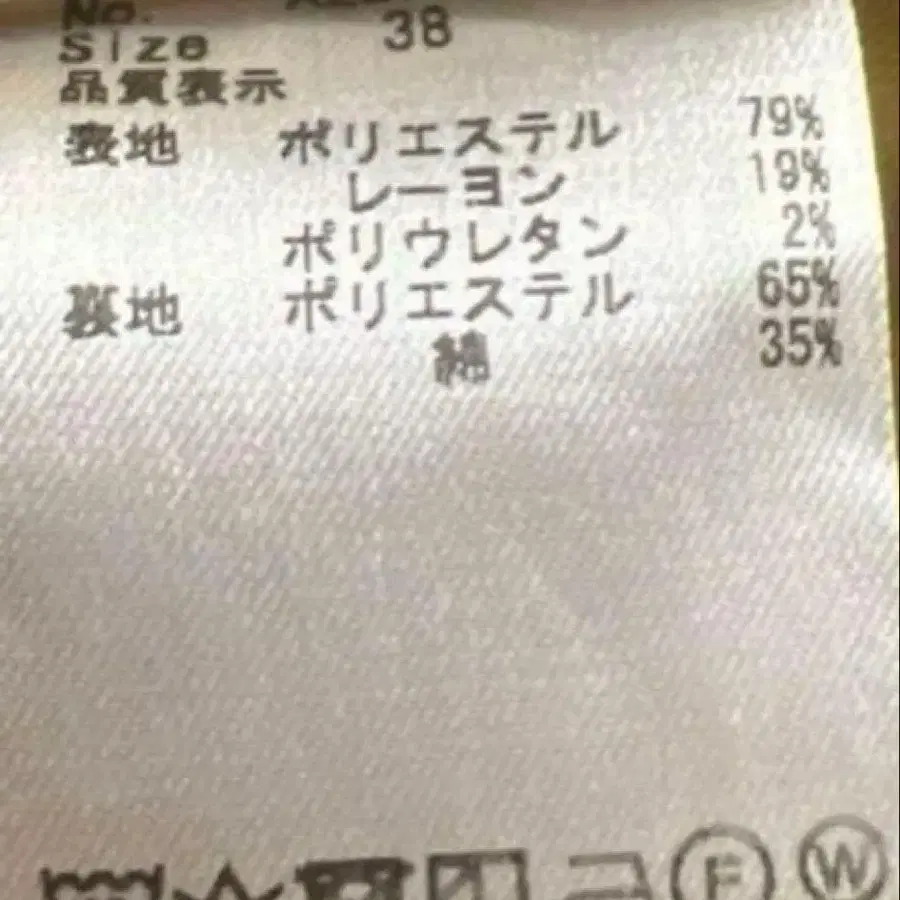 No.
Size 38
品質表示
表地 ポリエステル 79%
レーヨン 19%
ポリウレタン 2%
裏地 ポリエステル 65%
綿 35%
F W